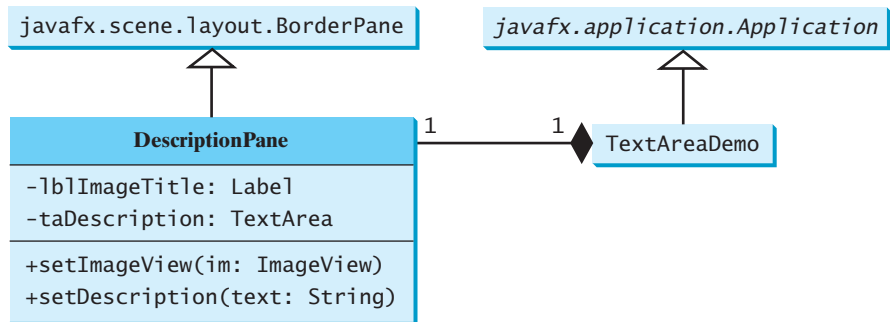 javafx.scene.layout.BorderPane
javafx.application.Application
DescriptionPane
1
1
TextAreaDemo
-lblImageTitle: Label
-taDescription: TextArea
+setImageView(im: ImageView)
+setDescription(text: String)